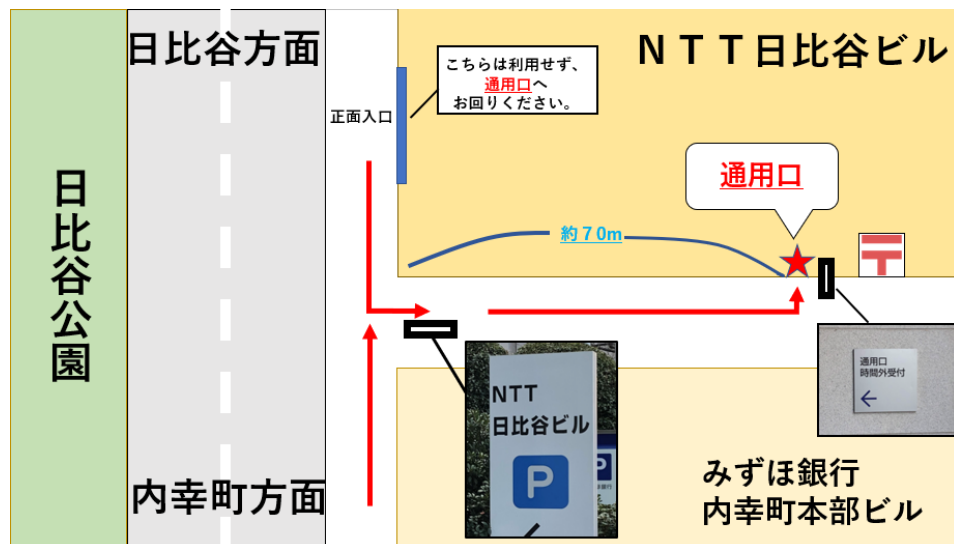 日比谷方面
ＮＴＴ日比谷ビル
こちらは利用せず、
通用口へ
お回りください。
正面入口
通用口
日比谷公園
約７０ｍ
〒
通用口
時間外受付
←
NTT
日比谷ビル
P
P
みずほ銀行
内幸町本部ビル
内幸町方面